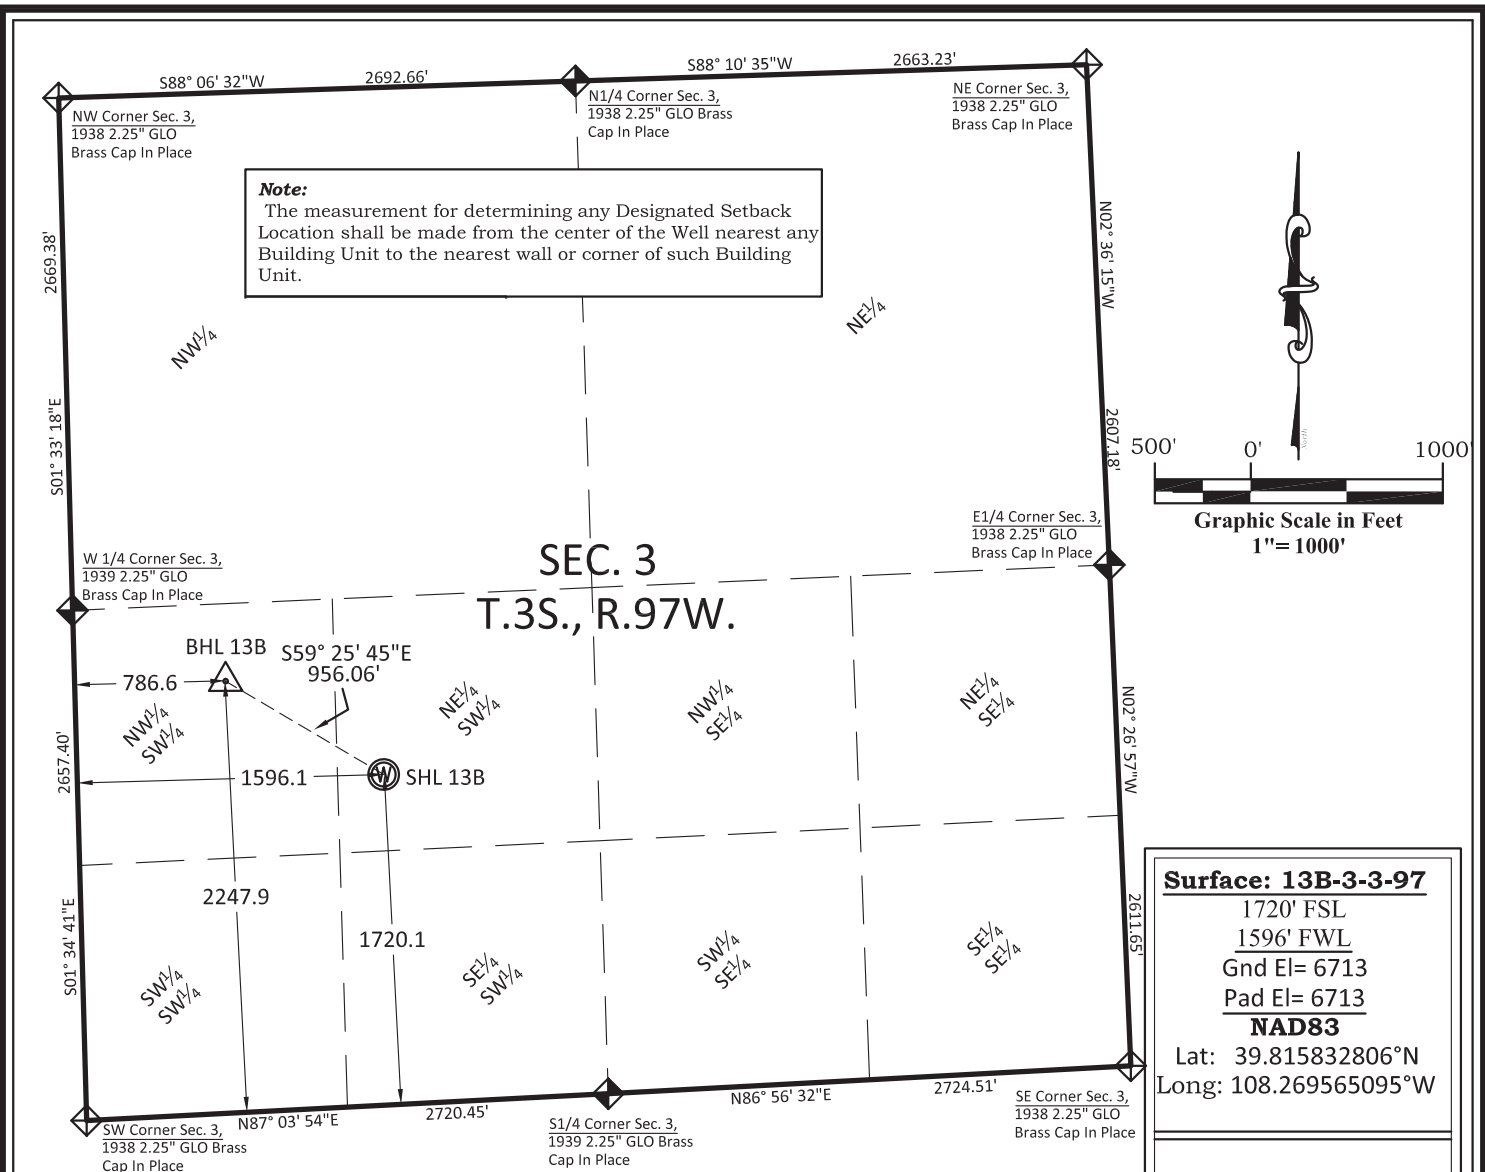 S88° 06' 32"W
2692.66'
S88° 10' 35"W
2663.23'
NW Corner Sec. 3,
1938 2.25" GLO
Brass Cap In Place
N1/4 Corner Sec. 3,
1938 2.25" GLO Brass
Cap In Place
NE Corner Sec. 3,
1938 2.25" GLO
Brass Cap In Place
Note:
The measurement for determining any Designated Setback
Location shall be made from the center of the Well nearest any
Building Unit to the nearest wall or corner of such Building
Unit.
2669.38'
S01° 33' 18"E
NW1/4
NE1/4
N02° 36' 15"W
2607.18'
North
500'
0'
1000'
Graphic Scale in Feet
1"= 1000'
W 1/4 Corner Sec. 3,
1939 2.25" GLO
Brass Cap In Place
E1/4 Corner Sec. 3,
1938 2.25" GLO
Brass Cap In Place
SEC. 3
T.3S., R.97W.
BHL 13B
S59° 25' 45"E
956.06'
786.6
NW1/4
SW1/4
NE1/4
SW1/4
NW1/4
SE1/4
NE1/4
SE1/4
2657.40'
N02° 26' 57"W
1596.1
W
SHL 13B
2247.9
1720.1
S01° 34' 41"E
2611.65'
SW1/4
SW1/4
SE1/4
SW1/4
SW1/4
SE1/4
SE1/4
SE1/4
Surface: 13B-3-3-97
1720' FSL
1596' FWL
Gnd El= 6713
Pad El= 6713
NAD83
Lat: 39.815832806°N
Long: 108.269565095°W
N87° 03' 54"E
2720.45'
N86° 56' 32"E
2724.51'
SW Corner Sec. 3,
1938 2.25" GLO Brass
Cap In Place
S1/4 Corner Sec. 3,
1939 2.25" GLO Brass
Cap In Place
SE Corner Sec. 3,
1938 2.25" GLO
Brass Cap In Place